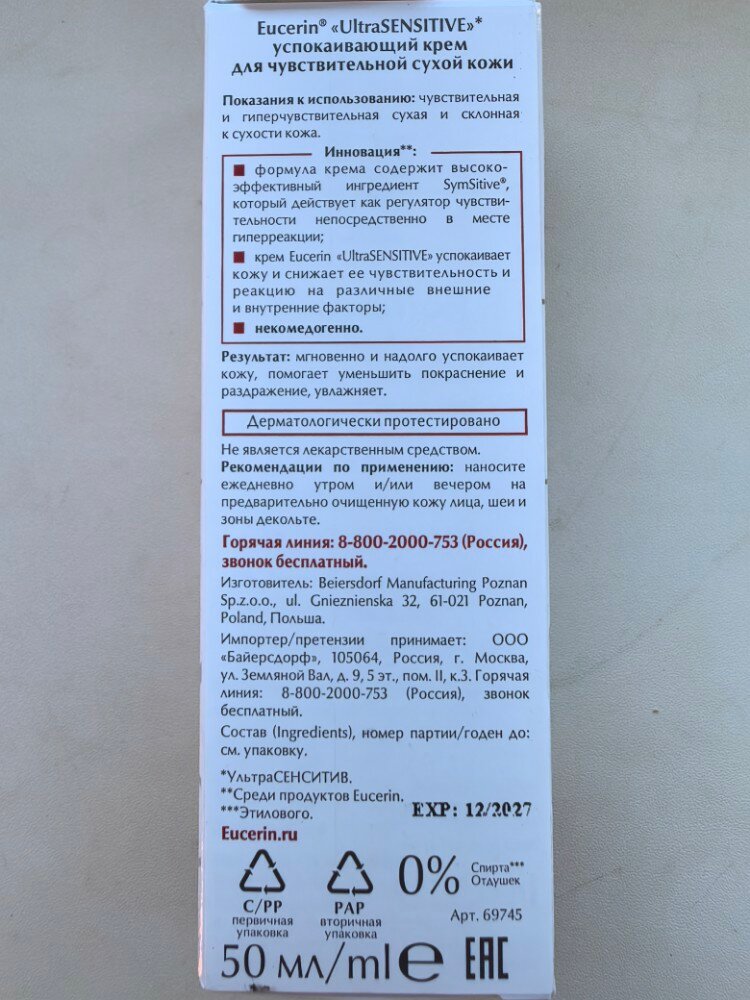 Eucerin® «UltraSENSITIVE»*
успокаивающий крем
для чувствительной сухой кожи
Показания к использованию: чувствительная
и гиперчувствительная сухая и склонная
к сухости кожа.
Инновация**:
■ формула крема содержит высоко-
эффективный ингредиент SymSitive®,
который действует как регулятор чувстви-
тельности непосредственно в месте
гиперреакции;
■ крем Eucerin «UltraSENSITIVE» успокаивает
кожу и снижает ее чувствительность и
реакцию на различные внешние
и внутренние факторы;
■ некомедогенно.
Результат: мгновенно и надолго успокаивает
кожу, помогает уменьшить покраснение и
раздражение, увлажняет.
Дерматологически протестировано
Не является лекарственным средством.
Рекомендации по применению: наносите
ежедневно утром и/или вечером на
предварительно очищенную кожу лица, шеи и
зоны декольте.
Горячая линия: 8-800-2000-753 (Россия),
звонок бесплатный.
Изготовитель: Beiersdorf Manufacturing Poznan
Sp.z.o.o., ul. Gnieznienska 32, 61-021 Poznan,
Poland, Польша.
Импортер/претензии принимает: ООО
«Байерсдорф», 105064, Россия, г. Москва,
ул. Земляной Вал, д. 9, 5 эт., пом. II, к.3. Горячая
линия: 8-800-2000-753 (Россия), звонок
бесплатный.
Состав (Ingredients), номер партии/годен до:
см. упаковку.
*УльтраСЕНСИТИВ.
**Среди продуктов Eucerin.
***Этилового.
EXP: 12/2027
Eucerin.ru
C/PP
первичная
упаковка
PAP
вторичная
упаковка
0% Спирта***
Отдушек
Арт. 69745
50 мл/ml e EAC